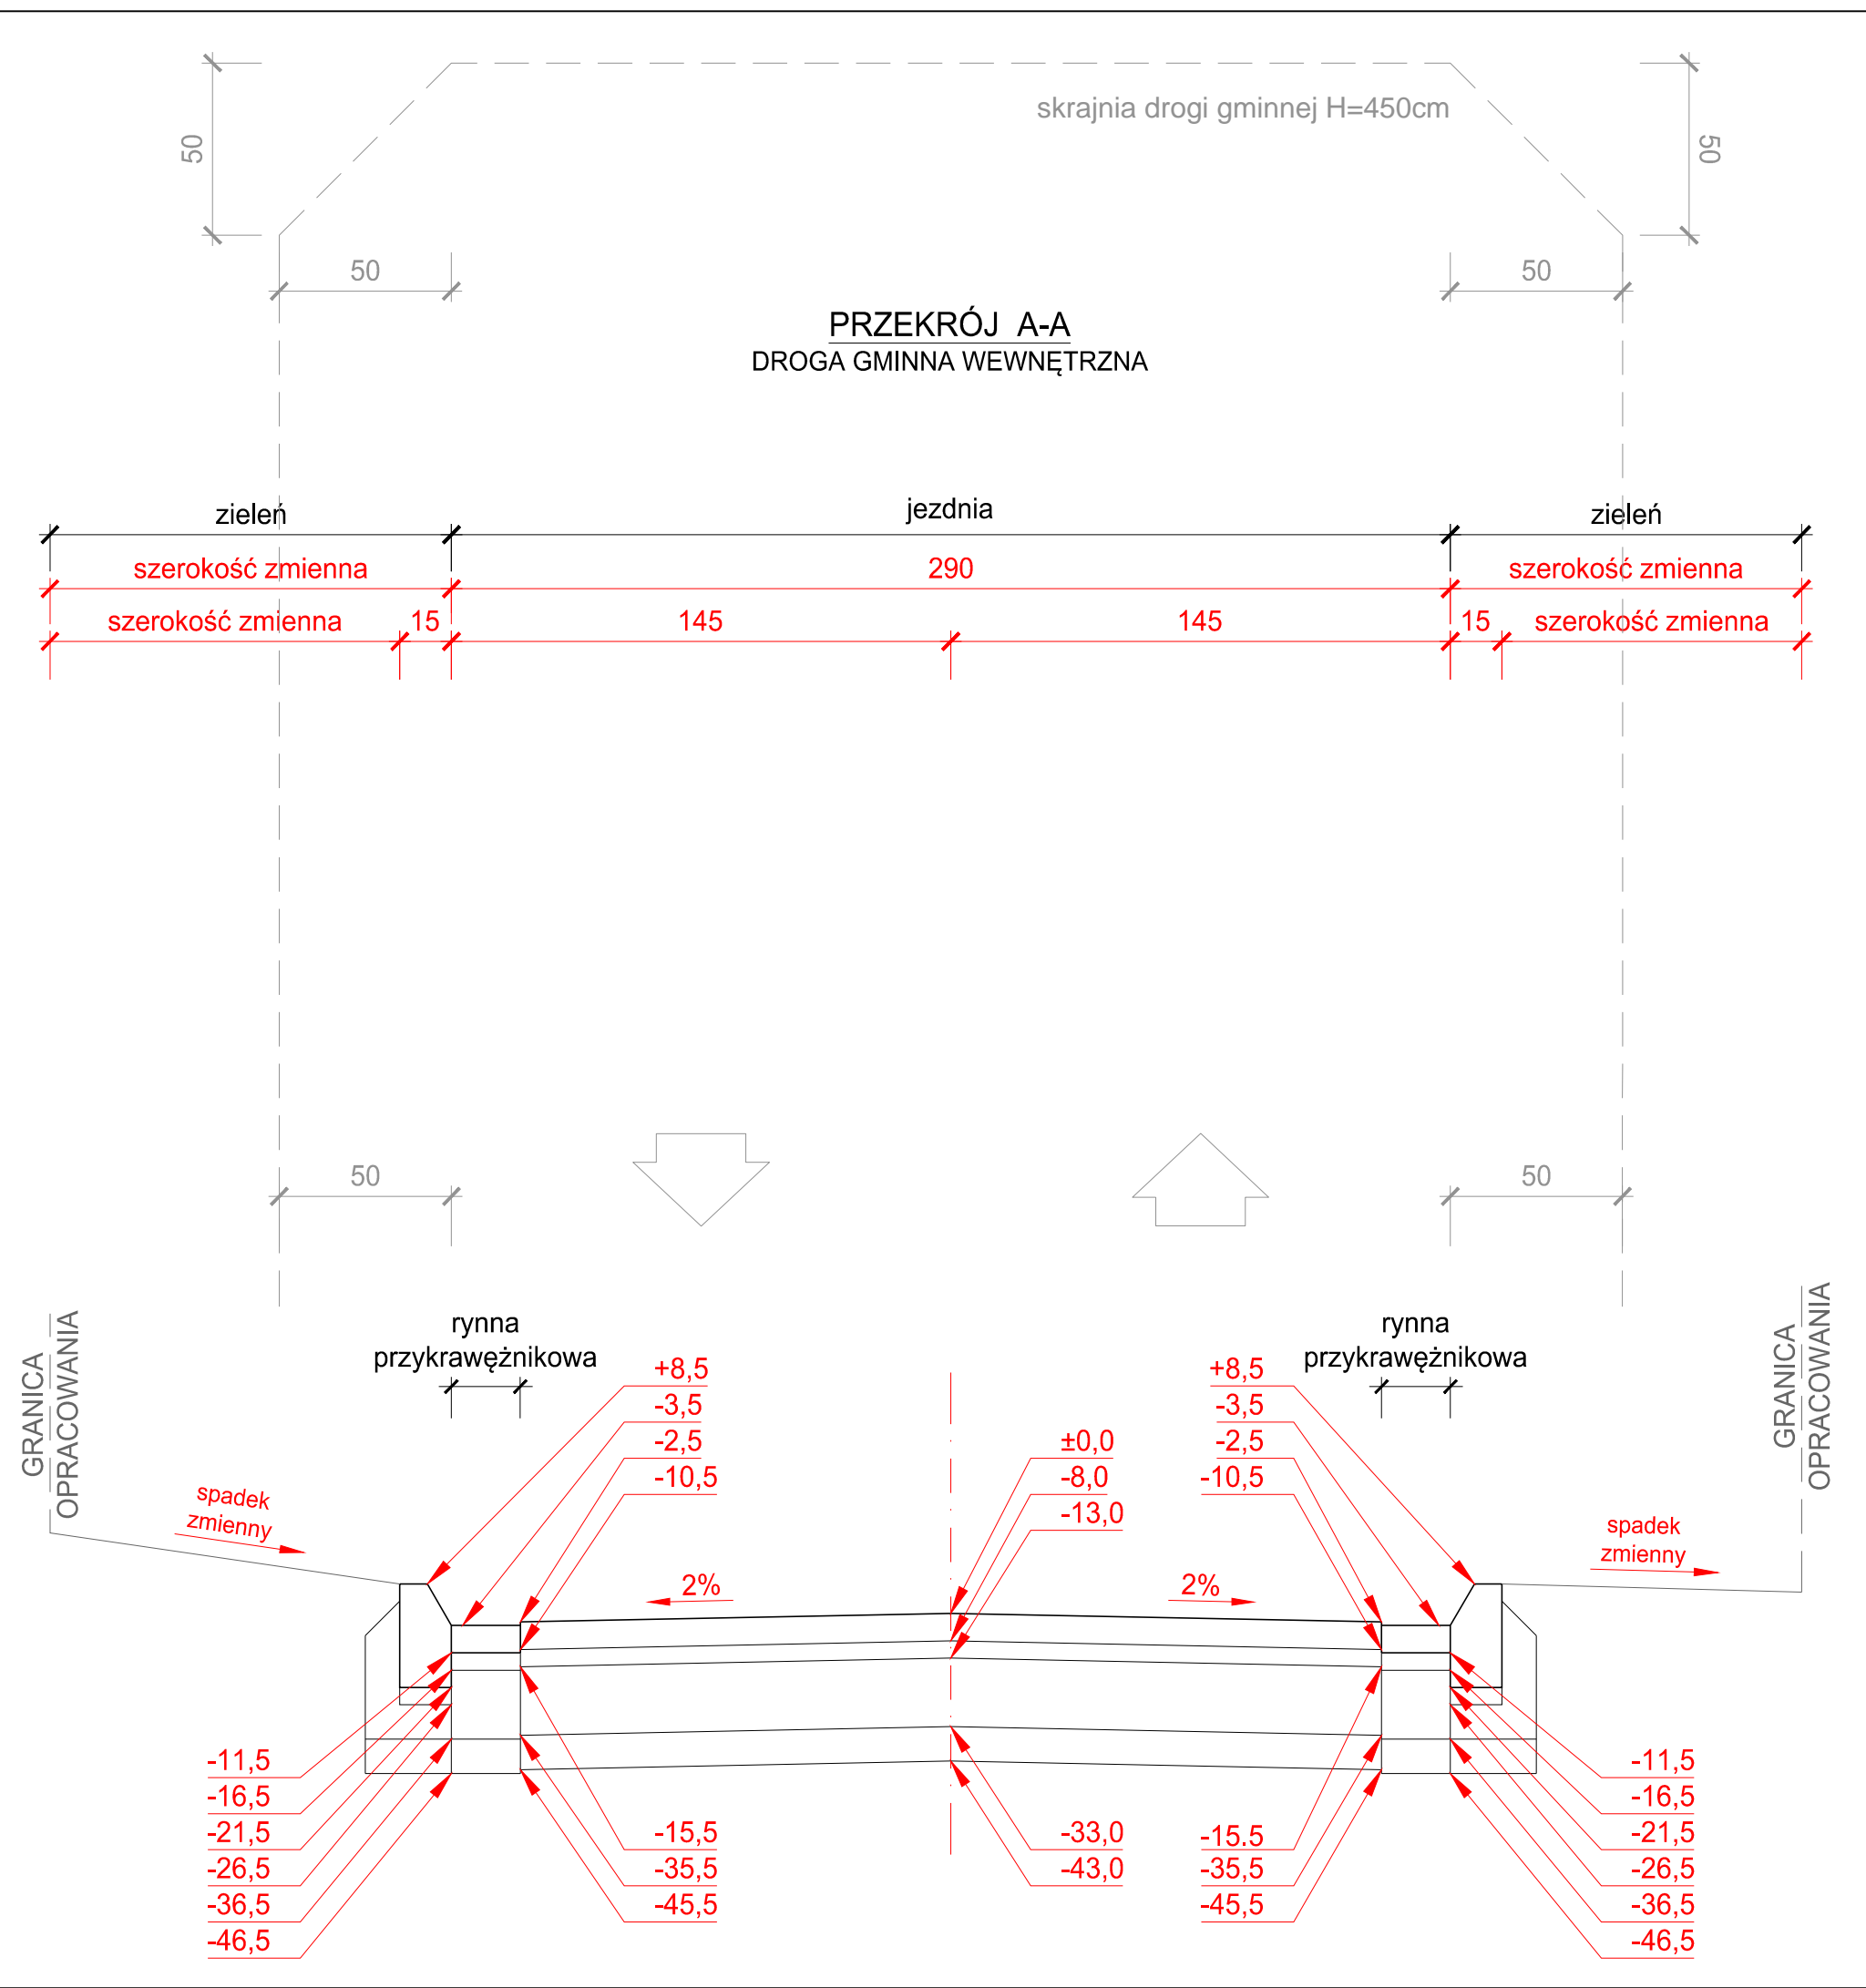 skrajnia drogi gminnej H=450cm
50
50
50
50
PRZEKRÓJ A-A
DROGA GMINNA WEWNĘTRZNA
zieleń
jezdnia
zieleń
szerokość zmienna
290
szerokość zmienna
szerokość zmienna
15
145
145
15
szerokość zmienna
50
50
GRANICA
OPRACOWANIA
rynna
przykrawężnikowa
rynna
przykrawężnikowa
GRANICA
OPRACOWANIA
+8,5
-3,5
-2,5
-10,5
±0,0
-8,0
-13,0
+8,5
-3,5
-2,5
-10,5
spadek
zmienny
2%
2%
spadek
zmienny
-11,5
-16,5
-21,5
-26,5
-36,5
-46,5
-15,5
-35,5
-45,5
-33,0
-43,0
-15.5
-35,5
-45,5
-11,5
-16,5
-21,5
-26,5
-36,5
-46,5